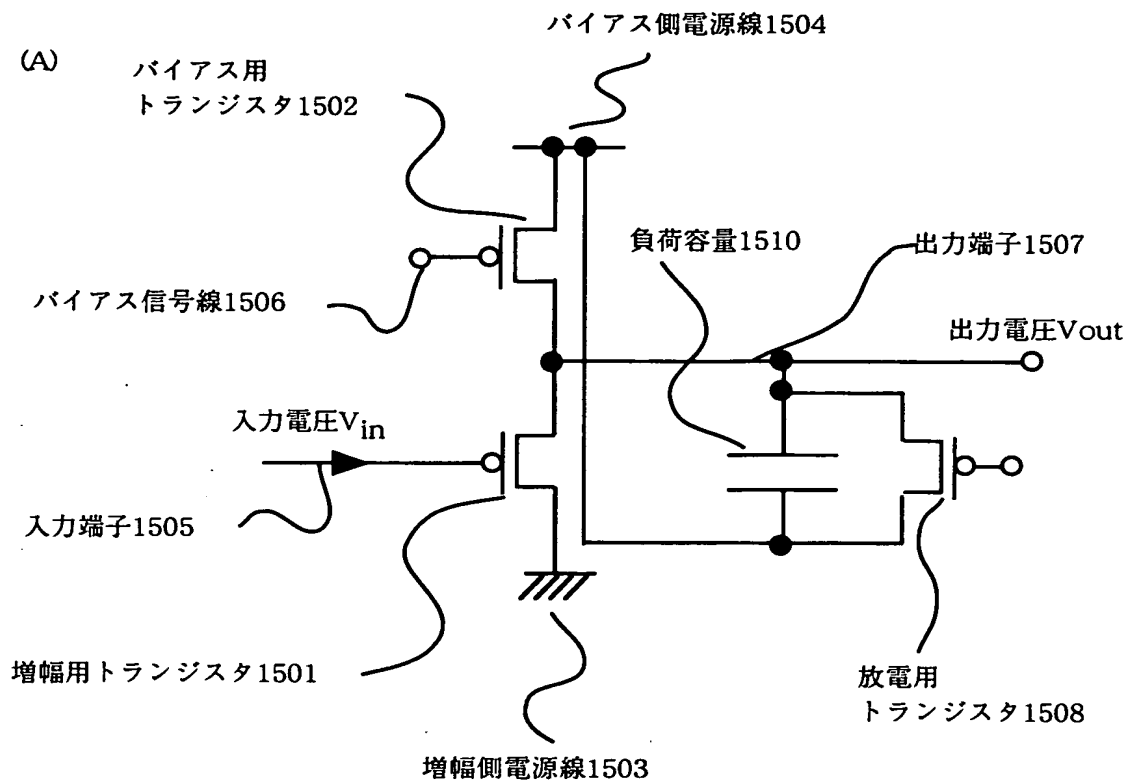 バイアス側電源線1504
(A)
バイアス用
トランジスタ1502
負荷容量1510
出力端子1507
バイアス信号線1506
出力電圧Vout
入力電圧Vin
入力端子1505
増幅用トランジスタ1501
放電用
トランジスタ1508
増幅側電源線1503